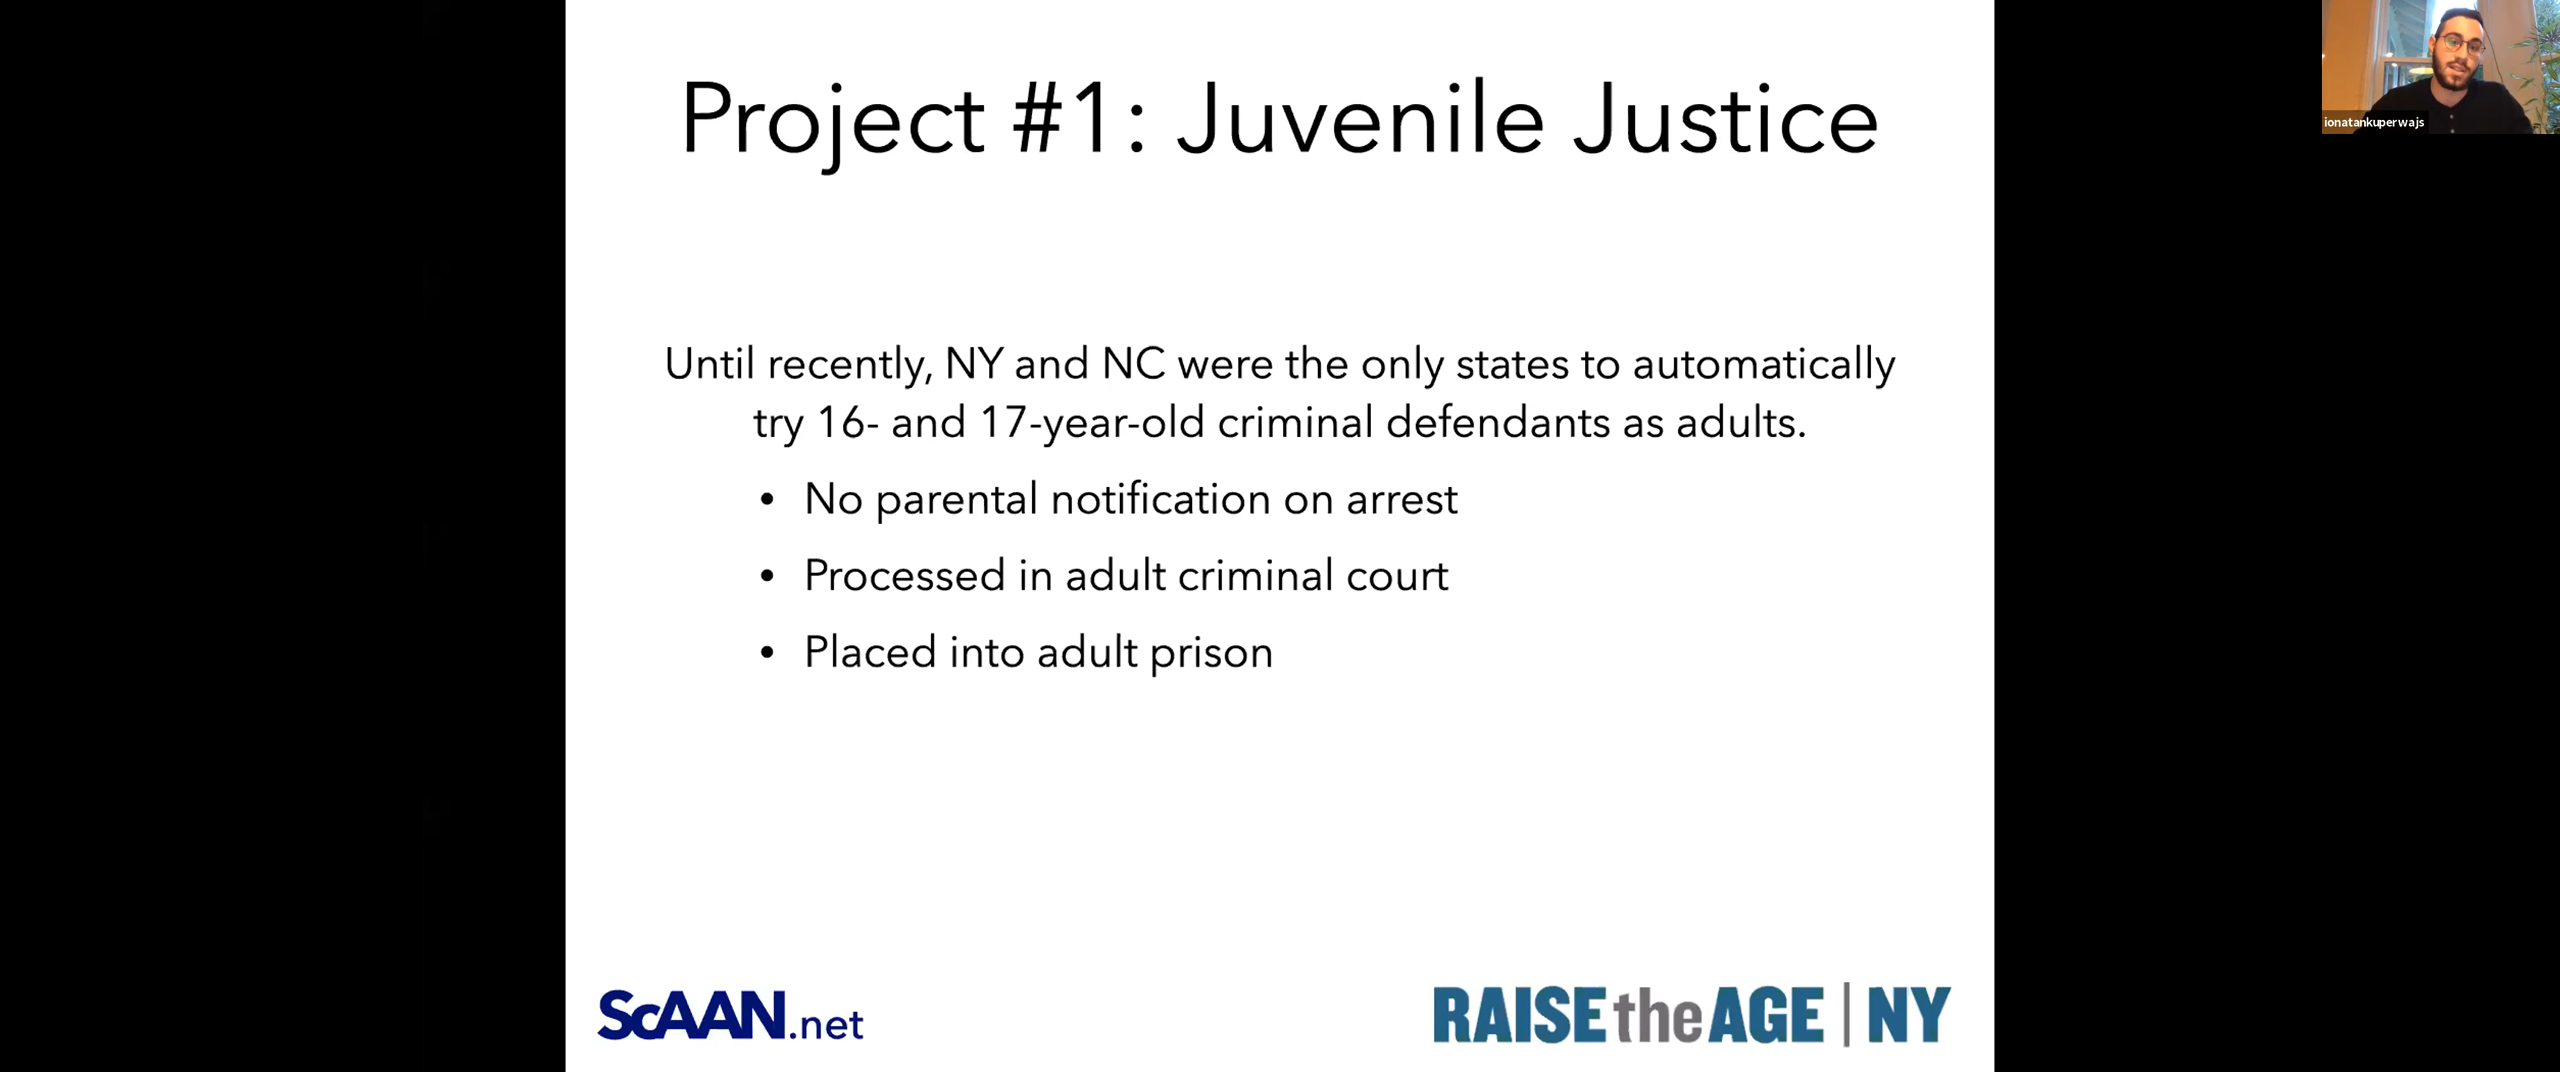 Project #1: Juvenile Justice
ionatankuperwajs
Until recently, NY and NC were the only states to automatically
try 16- and 17-year-old criminal defendants as adults.
• No parental notification on arrest
• Processed in adult criminal court
• Placed into adult prison
ScAAN.net
RAISE the AGE | NY